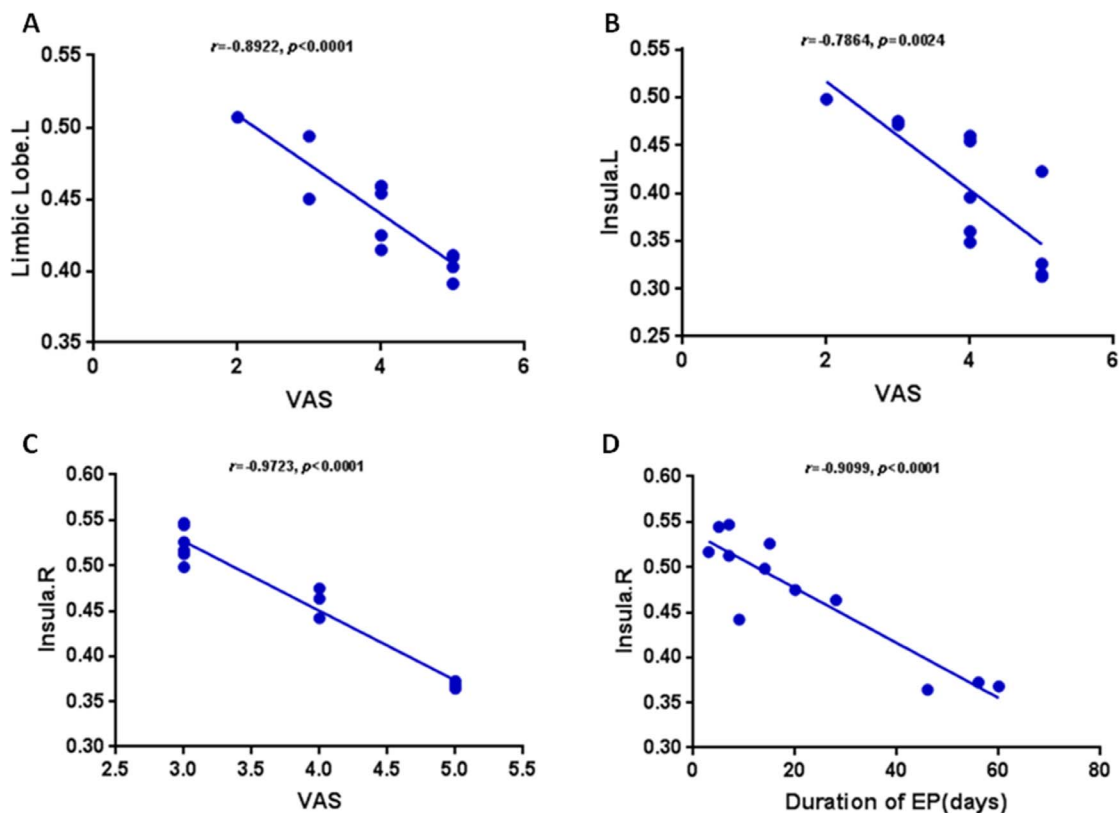 A
r=-0.8922, p<0.0001
0.55
0.50
0.45
0.40
0.35
Limbic Lobe.L
0 2 4 6
VAS
B
r=-0.7864, p=0.0024
0.55
0.50
0.45
0.40
0.35
0.30
0.25
Insula.L
0 2 4 6
VAS
C
r=-0.9723, p<0.0001
0.60
0.55
0.50
0.45
0.40
0.35
0.30
Insula.R
2.5 3.0 3.5 4.0 4.5 5.0 5.5
VAS
D
r=-0.9099, p<0.0001
0.60
0.55
0.50
0.45
0.40
0.35
0.30
Insula.R
0 20 40 60 80
Duration of EP(days)